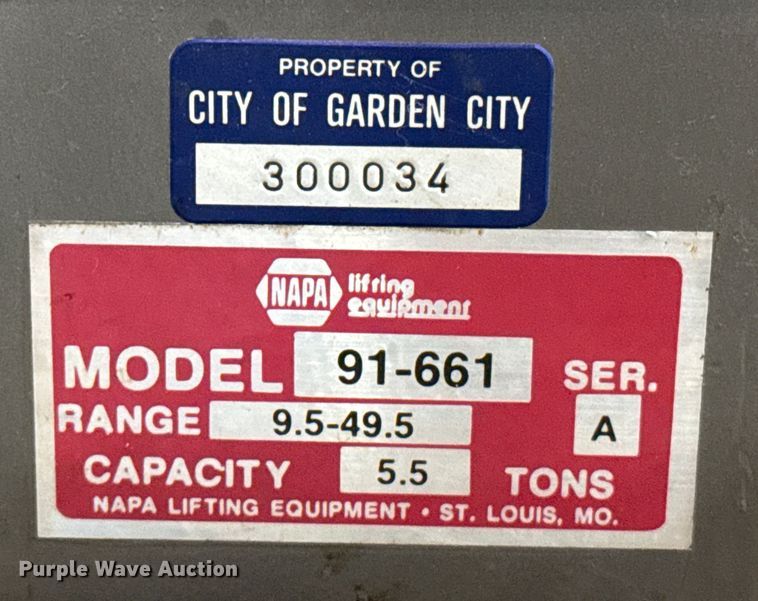 PROPERTY OF
CITY OF GARDEN CITY
300034
NAPA lifting
equipment
MODEL 91-661 SER.
RANGE 9.5-49.5 A
CAPACITY 5.5 TONS
NAPA LIFTING EQUIPMENT • ST. LOUIS, MO.
Purple Wave Auction